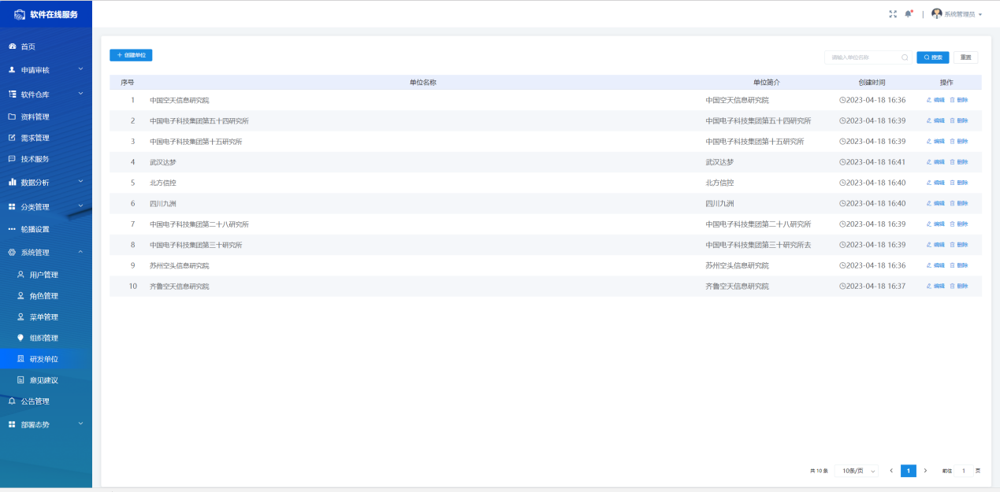 软件在线服务
系统管理员
首页
申请审核
软件仓库
资料管理
需求管理
技术服务
数据分析
分类管理
轮播设置
系统管理
用户管理
角色管理
菜单管理
组织管理
研发单位
意见建议
公告管理
部署态势
+ 创建单位
请输入单位名称 搜索 重置
序号 单位名称 单位简介 创建时间 操作
1 中国空天信息研究院 中国空天信息研究院 2023-04-18 16:36 编辑 删除
2 中国电子科技集团第五十四研究所 中国电子科技集团第五十四研究所 2023-04-18 16:39 编辑 删除
3 中国电子科技集团第十五研究所 中国电子科技集团第十五研究所 2023-04-18 16:39 编辑 删除
4 武汉达梦 武汉达梦 2023-04-18 16:41 编辑 删除
5 北方信控 北方信控 2023-04-18 16:40 编辑 删除
6 四川九洲 四川九洲 2023-04-18 16:40 编辑 删除
7 中国电子科技集团第二十八研究所 中国电子科技集团第二十八研究所 2023-04-18 16:39 编辑 删除
8 中国电子科技集团第三十研究所 中国电子科技集团第三十研究所去 2023-04-18 16:39 编辑 删除
9 苏州空头信息研究院 苏州空头信息研究院 2023-04-18 16:36 编辑 删除
10 齐鲁空天信息研究院 齐鲁空天信息研究院 2023-04-18 16:37 编辑 删除
共 10 条 10条/页 1 前往 1 页